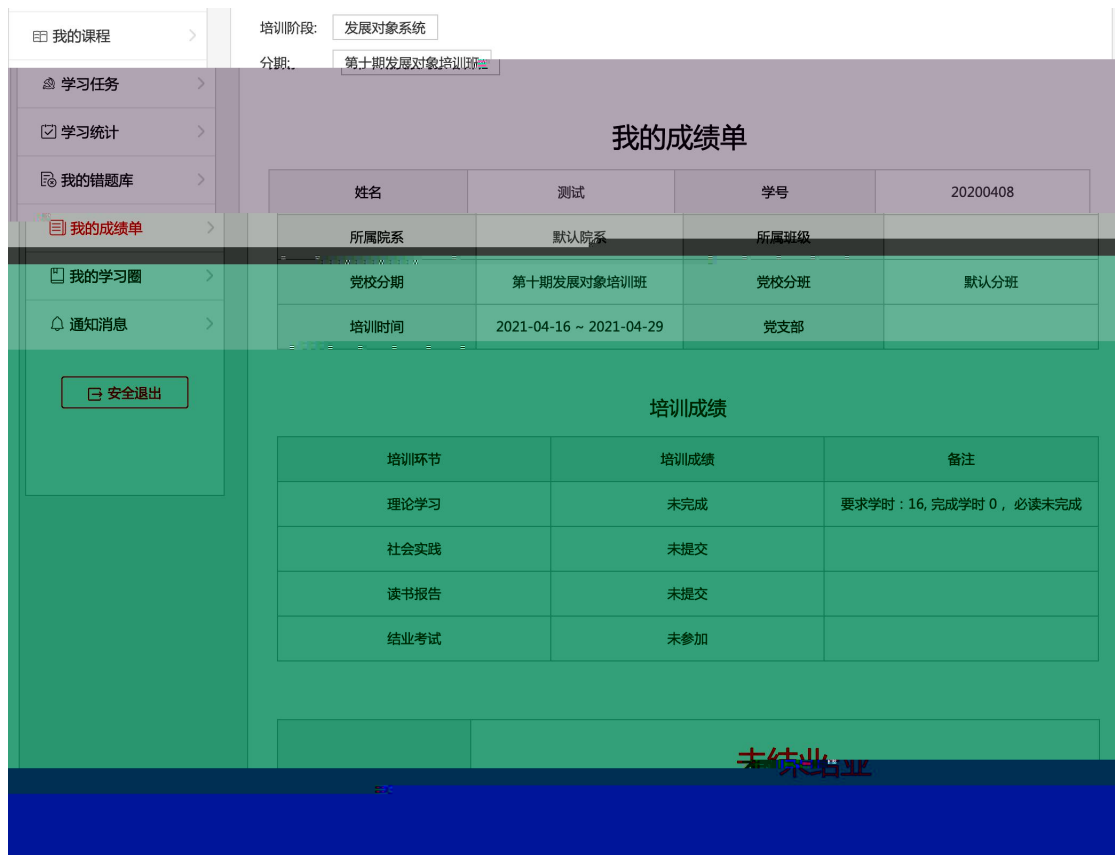 我的课程
学习任务
学习统计
我的错题库
我的成绩单
我的学习圈
通知消息
安全退出
培训阶段: 发展对象系统
分期: 第十期发展对象培训班
我的成绩单
姓名 测试 学号 20200408
所属院系 默认院系 所属班级
党校分期 第十期发展对象培训班 党校分班 默认分班
培训时间 2021-04-16 ~ 2021-04-29 党支部
培训成绩
培训环节 培训成绩 备注
理论学习 未完成 要求学时：16, 完成学时 0， 必读未完成
社会实践 未提交
读书报告 未提交
结业考试 未参加